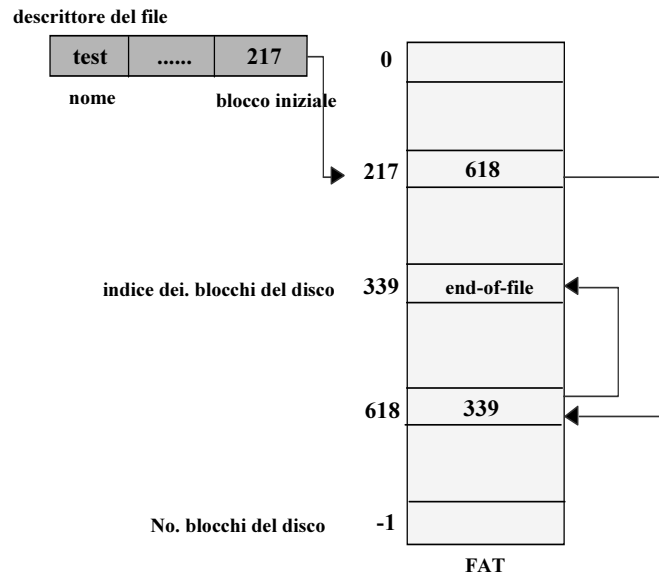 descrittore del file
test ...... 217
nome blocco iniziale
0
217 618
indice dei. blocchi del disco 339 end-of-file
618 339
No. blocchi del disco -1
FAT